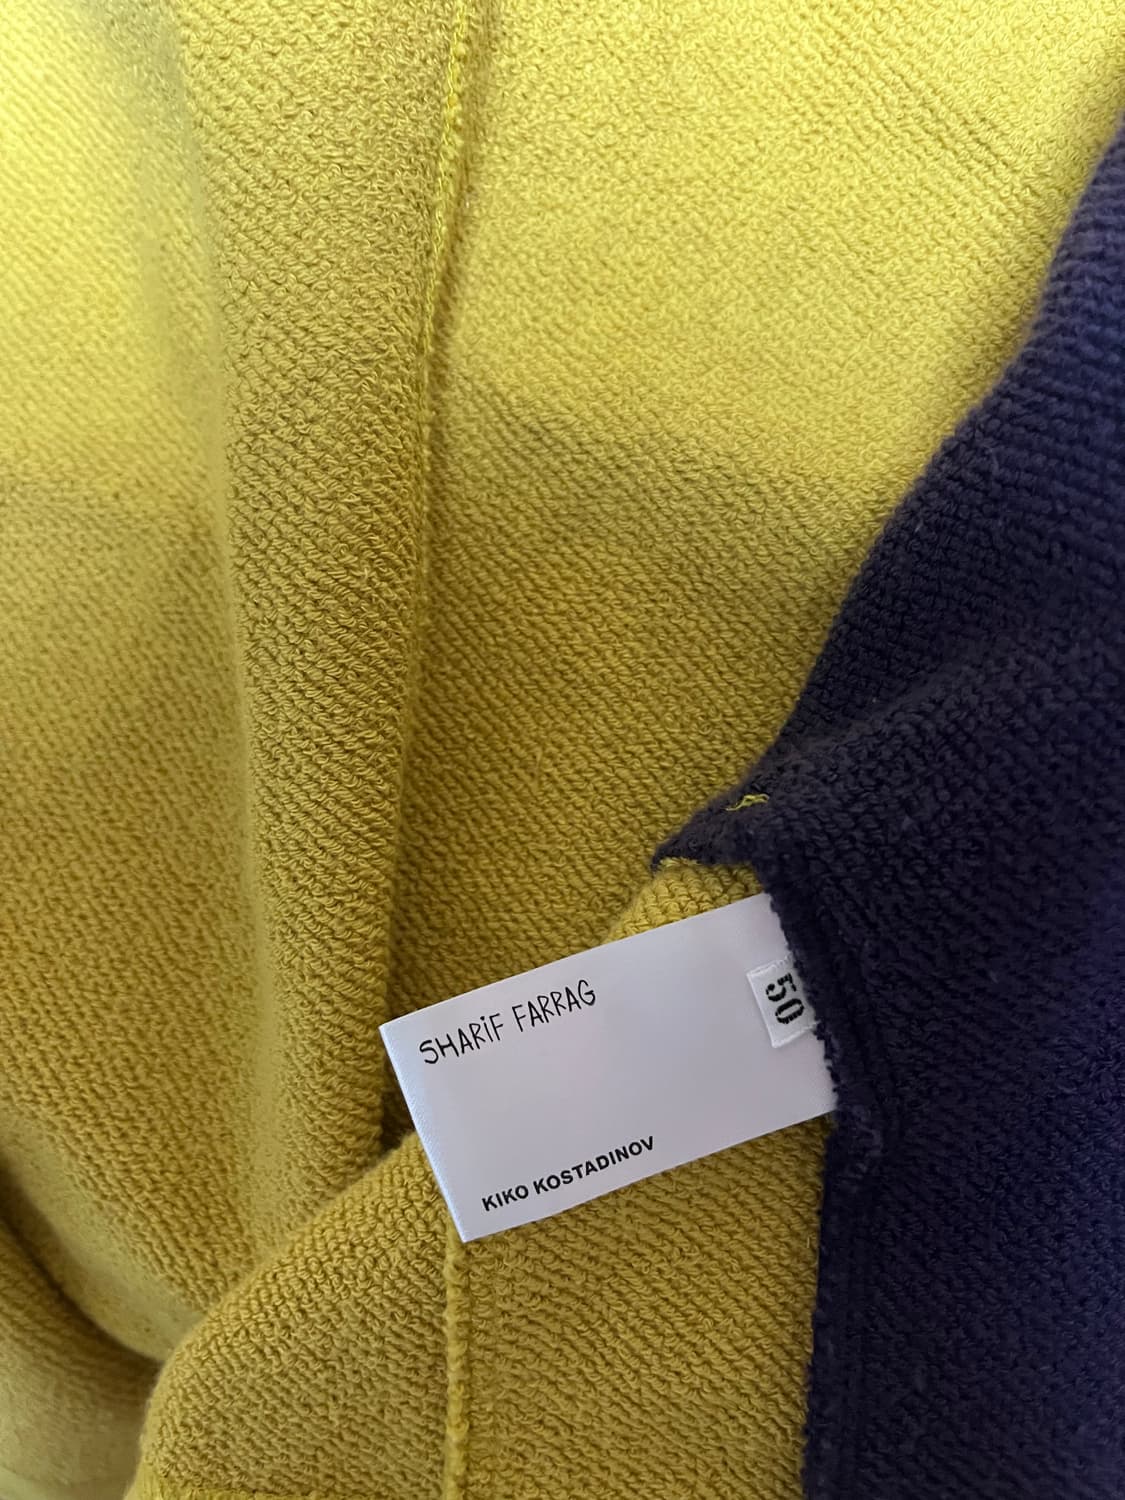 SHARiF FARRAG
50
KIKO KOSTADINOV